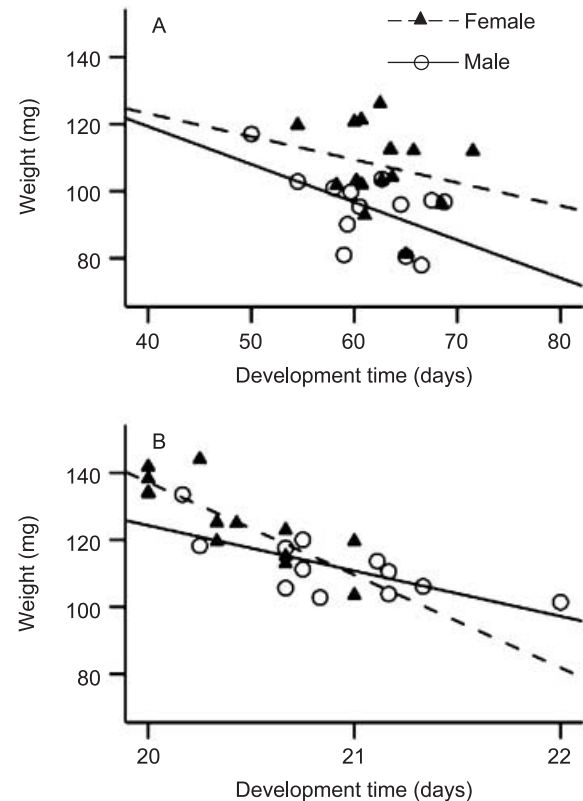 A
Female
Male
140
120
100
80
Weight (mg)
40 50 60 70 80
Development time (days)
B
140
120
100
80
Weight (mg)
20 21 22
Development time (days)